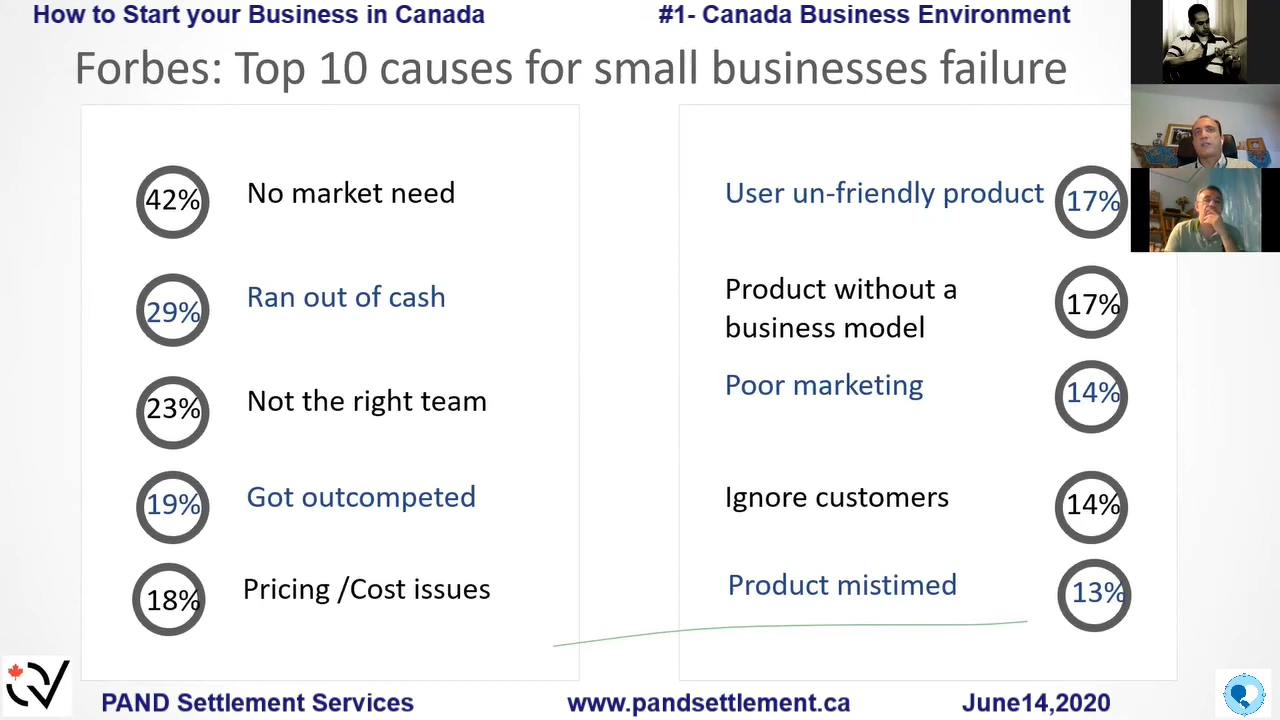 How to Start your Business in Canada
#1- Canada Business Environment
Forbes: Top 10 causes for small businesses failure
42% No market need
29% Ran out of cash
23% Not the right team
19% Got outcompeted
18% Pricing /Cost issues
User un-friendly product 17%
Product without a
business model 17%
Poor marketing 14%
Ignore customers 14%
Product mistimed 13%
PAND Settlement Services
www.pandsettlement.ca
June14,2020